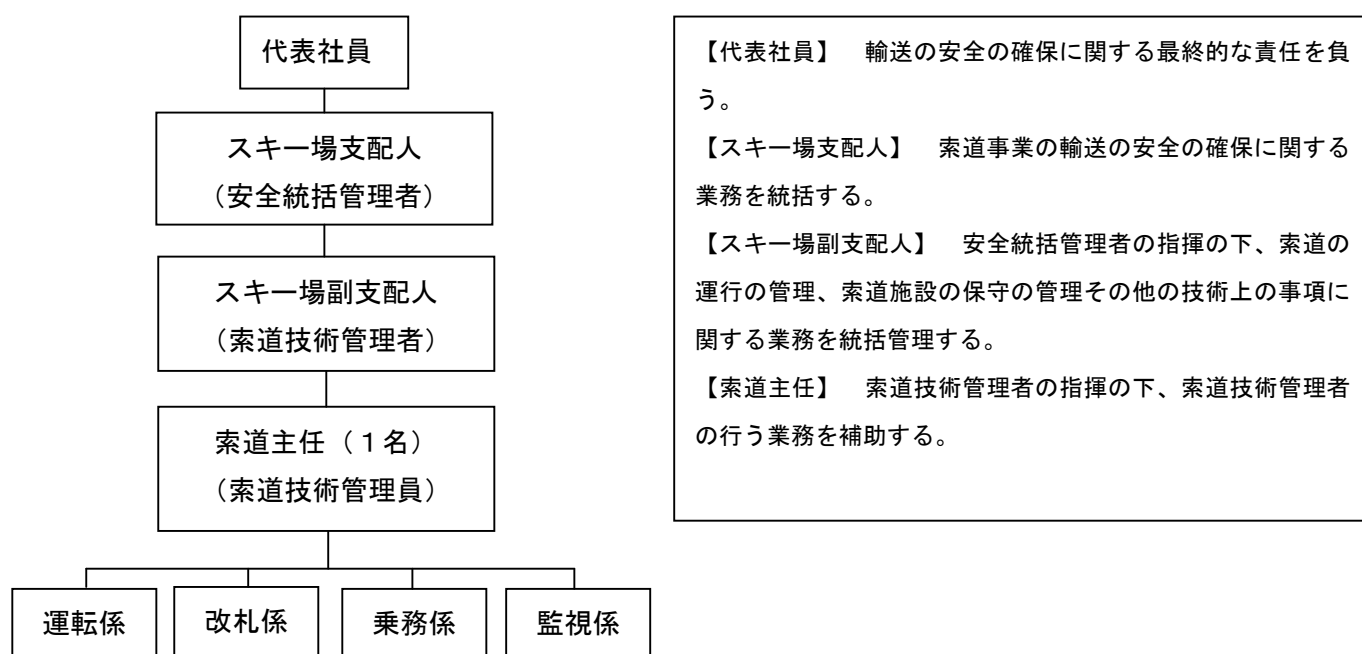 代表社員
スキー場支配人
(安全統括管理者)
スキー場副支配人
(索道技術管理者)
索道主任(1名)
(索道技術管理員)
運転係
改札係
乗務係
監視係
【代表社員】 輸送の安全の確保に関する最終的な責任を負
う。
【スキー場支配人】 索道事業の輸送の安全の確保に関する
業務を統括する。
【スキー場副支配人】 安全統括管理者の指揮の下、索道の
運行の管理、索道施設の保守の管理その他の技術上の事項に
関する業務を統括管理する。
【索道主任】 索道技術管理者の指揮の下、索道技術管理者
の行う業務を補助する。